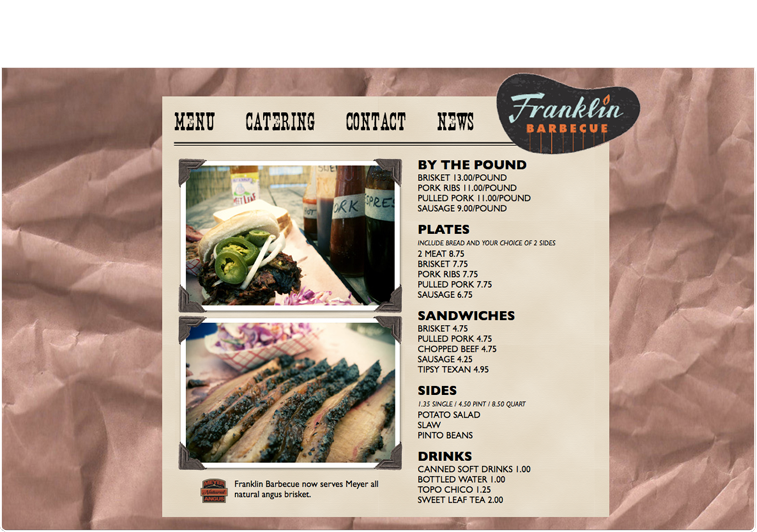 MENU CATERING CONTACT NEWS
Franklin
BARBECUE
BY THE POUND
BRISKET 13.00/POUND
PORK RIBS 11.00/POUND
PULLED PORK 11.00/POUND
SAUSAGE 9.00/POUND
PLATES
INCLUDE BREAD AND YOUR CHOICE OF 2 SIDES
2 MEAT 8.75
BRISKET 7.75
PORK RIBS 7.75
PULLED PORK 7.75
SAUSAGE 6.75
SANDWICHES
BRISKET 4.75
PULLED PORK 4.75
CHOPPED BEEF 4.75
SAUSAGE 4.25
TIPSY TEXAN 4.95
SIDES
1.35 SINGLE / 4.50 PINT / 8.50 QUART
POTATO SALAD
SLAW
PINTO BEANS
DRINKS
CANNED SOFT DRINKS 1.00
BOTTLED WATER 1.00
TOPO CHICO 1.25
SWEET LEAF TEA 2.00
Franklin Barbecue now serves Meyer all
natural angus brisket.